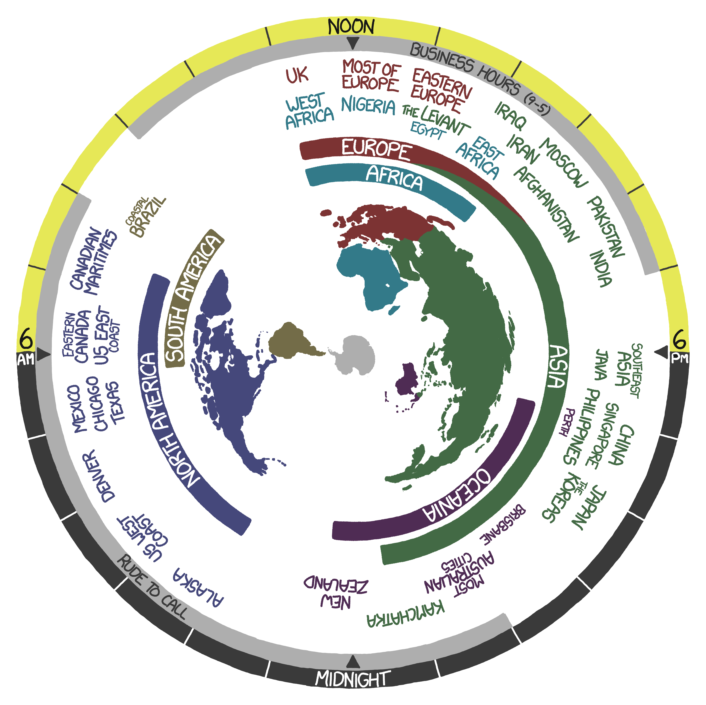 NOON
BUSINESS HOURS (9-5)
UK
MOST OF
EUROPE
EASTERN
EUROPE
WEST
AFRICA
NIGERIA
THE LEVANT
EGYPT
EAST
AFRICA
IRAQ
IRAN
MOSCOW
AFGHANISTAN
PAKISTAN
INDIA
EUROPE
AFRICA
COASTAL
BRAZIL
CANADIAN
MARITIMES
SOUTH AMERICA
6
AM
EASTERN
CANADA
US EAST
COAST
NORTH AMERICA
ASIA
6
PM
SOUTHEAST
ASIA
JAVA
MEXICO
CHICAGO
TEXAS
PERTH
PHILIPPINES
SINGAPORE
CHINA
DENVER
OCEANIA
THE
KOREAS
JAPAN
US WEST
COAST
BRISBANE
ALASKA
MOST
AUSTRALIAN
CITIES
NEW
ZEALAND
KAMCHATKA
RUDE TO CALL
MIDNIGHT